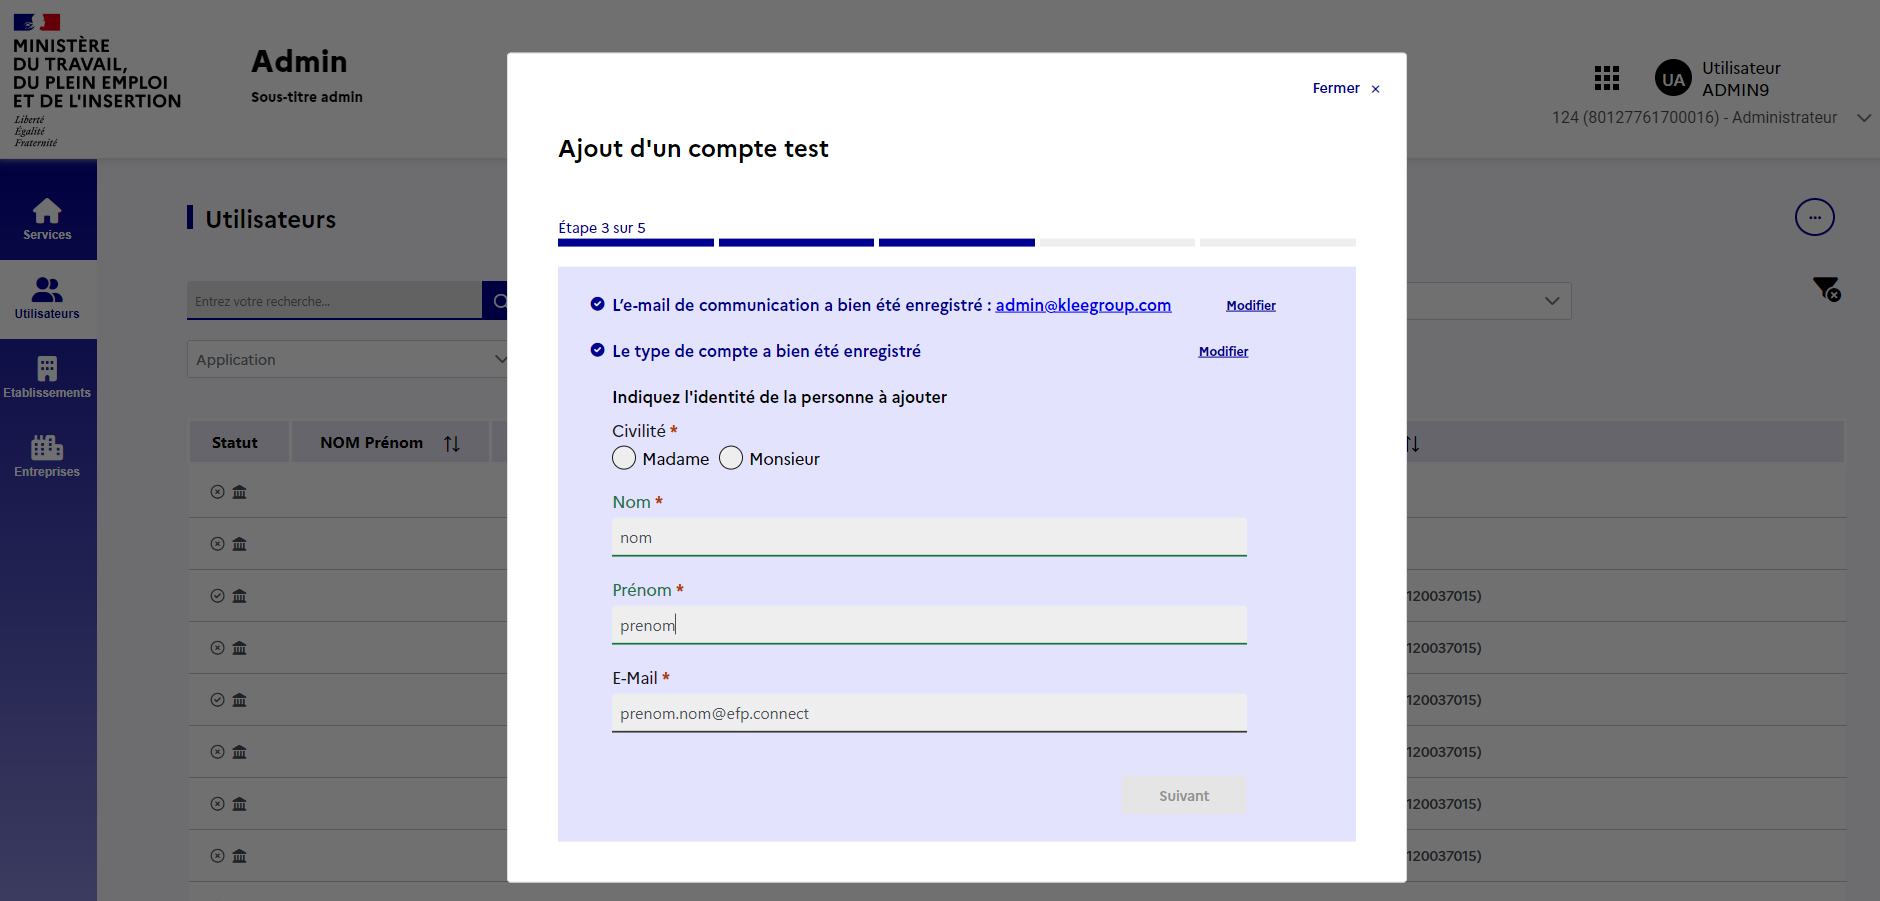 MINISTÈRE
DU TRAVAIL,
DU PLEIN EMPLOI
ET DE L'INSERTION
Liberté
Égalité
Fraternité
Admin
Sous-titre admin
UA
Utilisateur
ADMIN9
124 (80127761700016) - Administrateur
Services
Utilisateurs
Etablissements
Entreprises
Utilisateurs
Entrez votre recherche...
Application
Statut
NOM Prénom
Fermer ×
Ajout d'un compte test
Étape 3 sur 5
L’e-mail de communication a bien été enregistré : admin@kleegroup.com Modifier
Le type de compte a bien été enregistré Modifier
Indiquez l'identité de la personne à ajouter
Civilité *
Madame Monsieur
Nom *
nom
Prénom *
prenom
E-Mail *
prenom.nom@efp.connect
Suivant
120037015)
120037015)
120037015)
120037015)
120037015)
120037015)